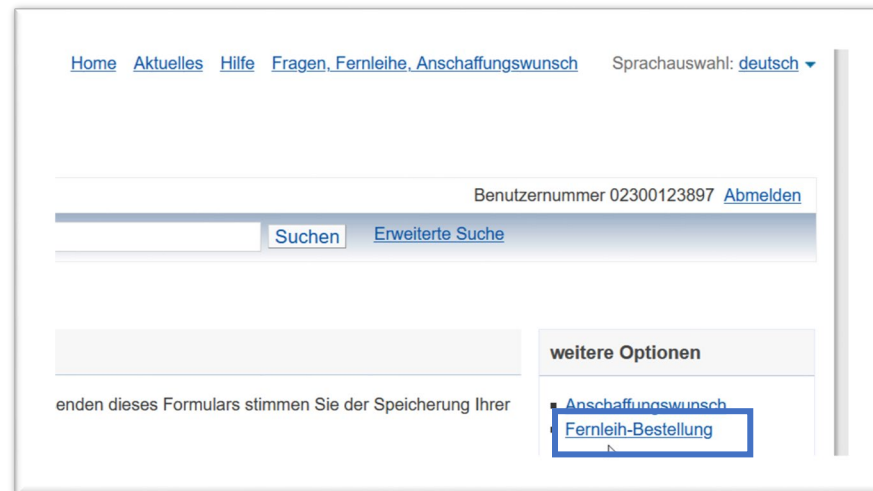 Home Aktuelles Hilfe Fragen, Fernleihe, Anschaffungswunsch Sprachauswahl: deutsch
Benutzernummer 02300123897 Abmelden
Suchen Erweiterte Suche
weitere Optionen
enden dieses Formulars stimmen Sie der Speicherung Ihrer
Anschaffungswunsch
Fernleih-Bestellung